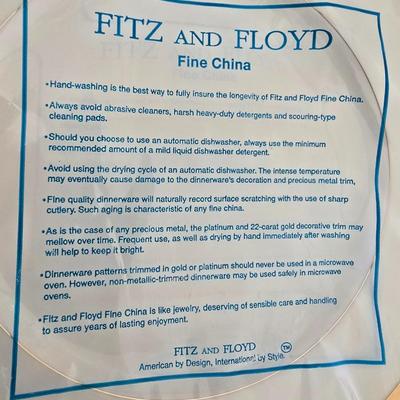 FITZ AND FLOYD
Fine China
•Hand-washing is the best way to fully insure the longevity of Fitz and Floyd Fine China.
•Always avoid abrasive cleaners, harsh heavy-duty detergents and scouring-type
cleaning pads.
•Should you choose to use an automatic dishwasher, always use the minimum
recommended amount of a mild liquid dishwasher detergent.
•Avoid using the drying cycle of an automatic dishwasher. The intense temperature
may eventually cause damage to the dinnerware's decoration and precious metal trim.
•Fine quality dinnerware will naturally record surface scratching with the use of sharp
cutlery. Such aging is characteristic of any fine china.
•As is the case of any precious metal, the platinum and 22-carat gold decorative trim may
mellow over time. Frequent use, as well as drying by hand immediately after washing
will help to keep it bright.
•Dinnerware patterns trimmed in gold or platinum should never be used in a microwave
oven. However, non-metallic-trimmed dinnerware may be used safely in microwave
ovens.
•Fitz and Floyd Fine China is like jewelry, deserving of sensible care and handling
to assure years of lasting enjoyment.
FITZ AND FLOYD TM
American by Design, International by Style.